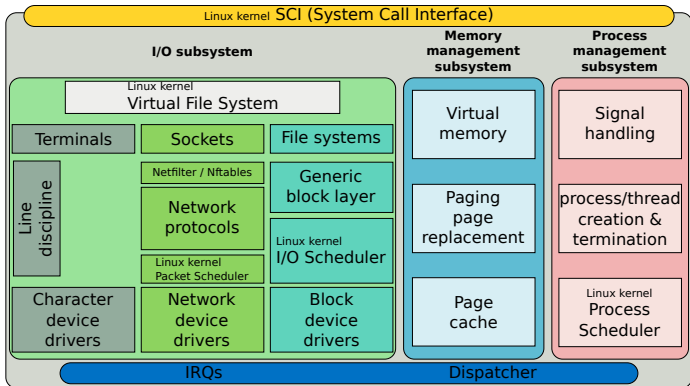 Linux kernel SCI (System Call Interface)
I/O subsystem
Memory
management
subsystem
Process
management
subsystem
Linux kernel
Virtual File System
Terminals
Sockets
File systems
Netfilter / Nftables
Generic
block layer
Line
discipline
Network
protocols
Linux kernel
I/O Scheduler
Linux kernel
Packet Scheduler
Character
device
drivers
Network
device
drivers
Block
device
drivers
Virtual
memory
Paging
page
replacement
Page
cache
Signal
handling
process/thread
creation &
termination
Linux kernel
Process
Scheduler
IRQs
Dispatcher